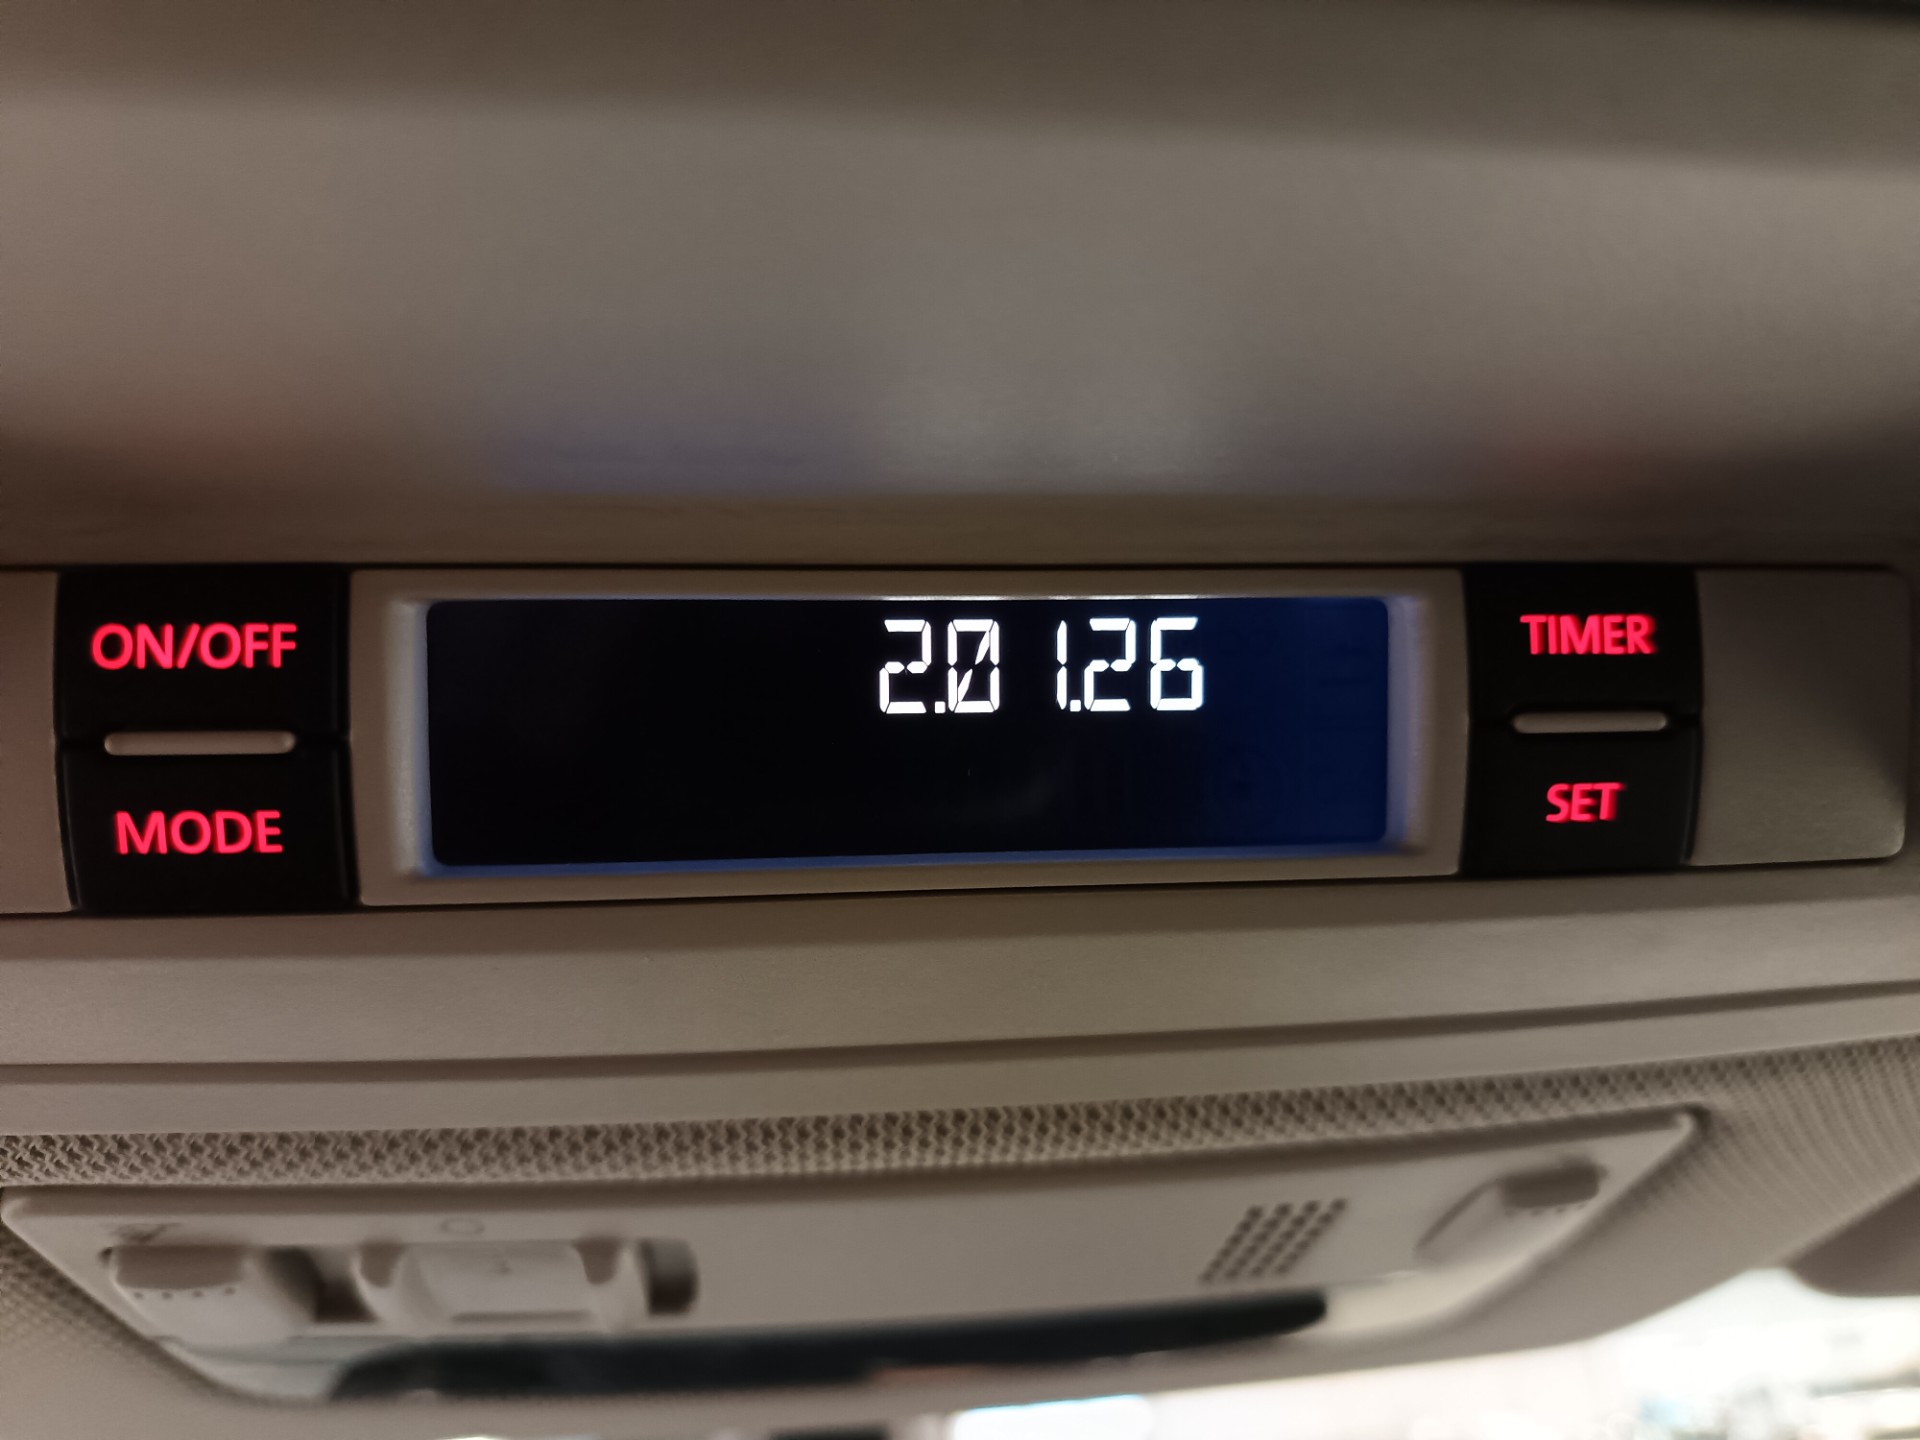 ON/OFF
MODE
2.01.26
TIMER
SET